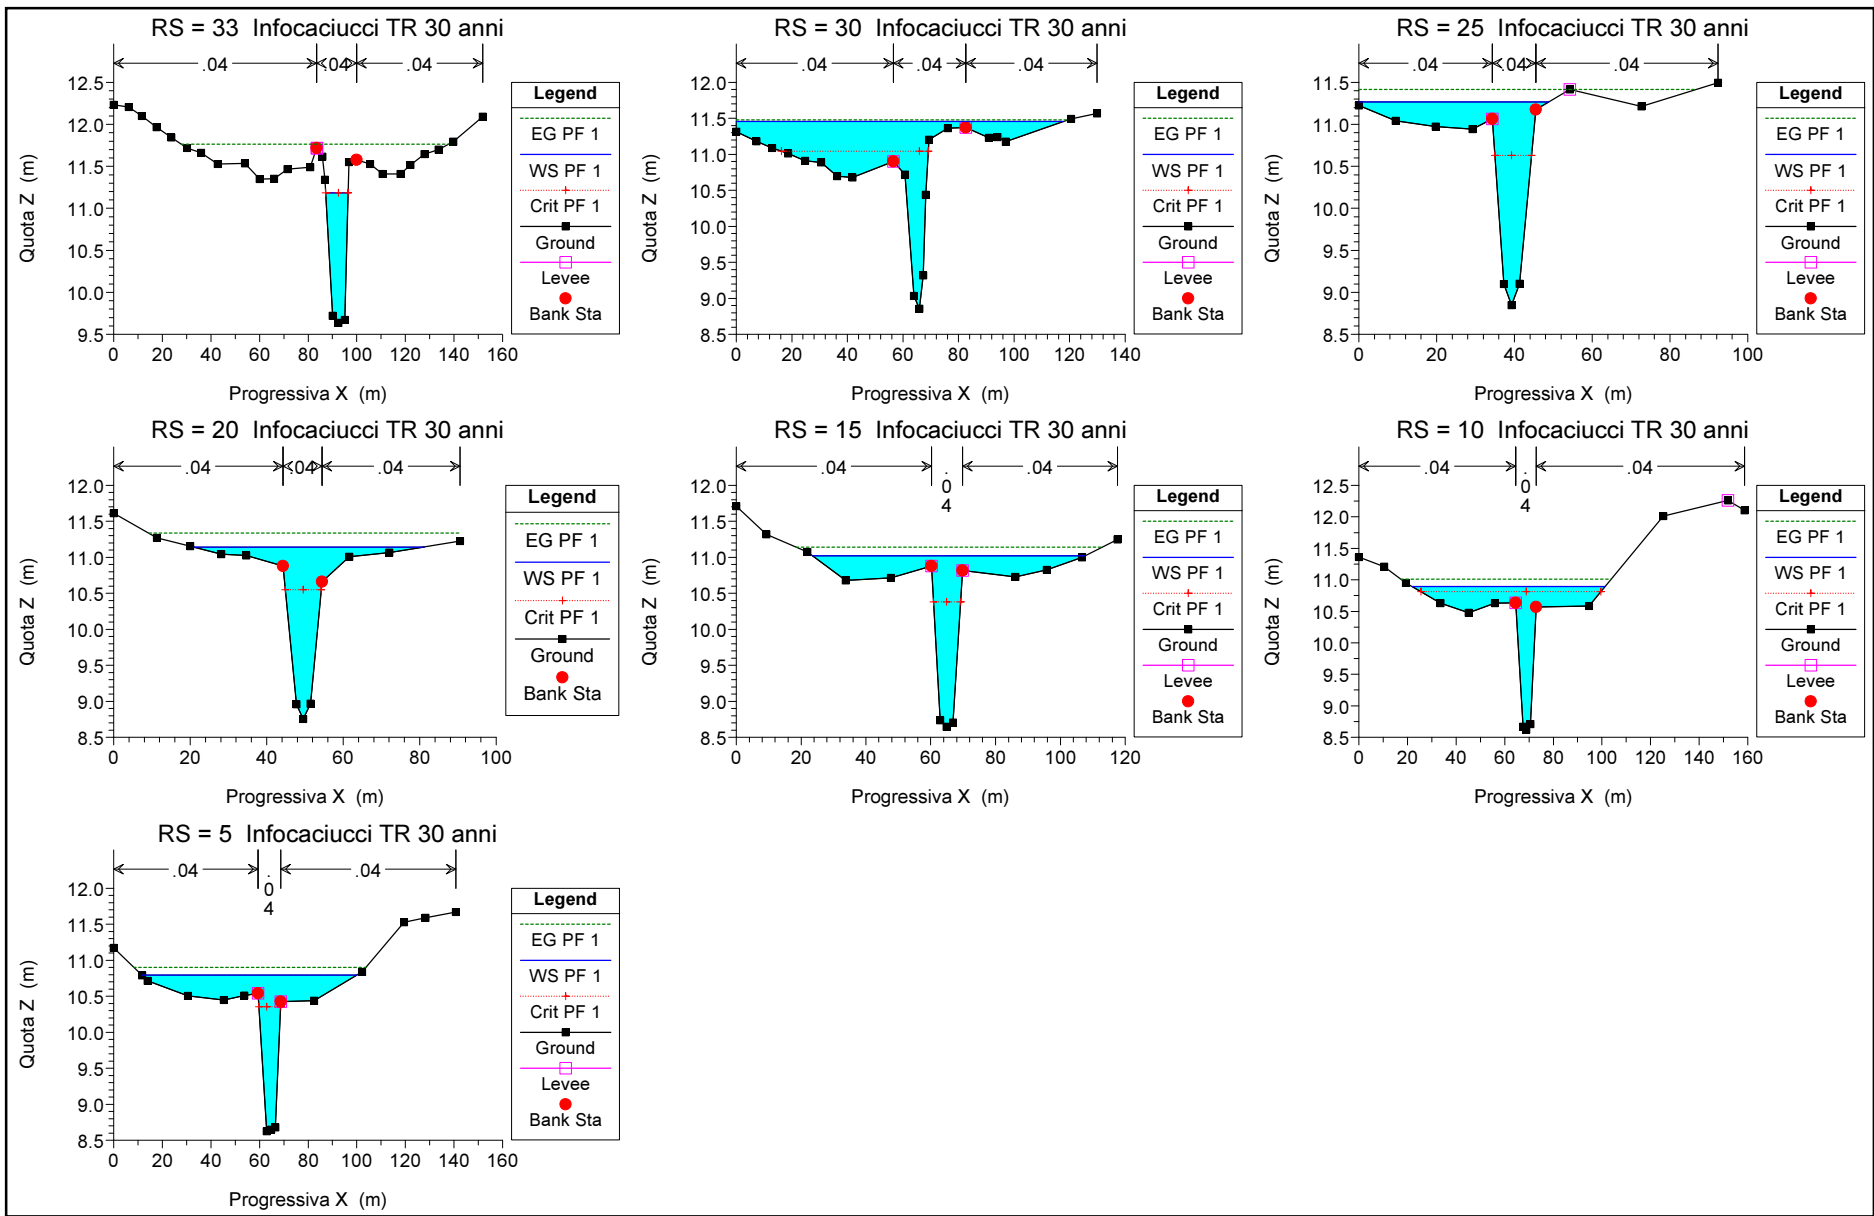 RS = 33 Infocaciucci TR 30 anni
.04 .04 .04
12.5
12.0
11.5
11.0
10.5
10.0
9.5
0 20 40 60 80 100 120 140 160
Quota Z (m)
Progressiva X (m)
Legend
EG PF 1
WS PF 1
Crit PF 1
Ground
Levee
Bank Sta
RS = 30 Infocaciucci TR 30 anni
.04 .04 .04
12.0
11.5
11.0
10.5
10.0
9.5
9.0
8.5
0 20 40 60 80 100 120 140
Quota Z (m)
Progressiva X (m)
Legend
EG PF 1
WS PF 1
Crit PF 1
Ground
Levee
Bank Sta
RS = 25 Infocaciucci TR 30 anni
.04 .04 .04
11.5
11.0
10.5
10.0
9.5
9.0
8.5
0 20 40 60 80 100
Quota Z (m)
Progressiva X (m)
Legend
EG PF 1
WS PF 1
Crit PF 1
Ground
Levee
Bank Sta
RS = 20 Infocaciucci TR 30 anni
.04 .04 .04
12.0
11.5
11.0
10.5
10.0
9.5
9.0
8.5
0 20 40 60 80 100
Quota Z (m)
Progressiva X (m)
Legend
EG PF 1
WS PF 1
Crit PF 1
Ground
Bank Sta
RS = 15 Infocaciucci TR 30 anni
.04 . .04
0
4
12.0
11.5
11.0
10.5
10.0
9.5
9.0
8.5
0 20 40 60 80 100 120
Quota Z (m)
Progressiva X (m)
Legend
EG PF 1
WS PF 1
Crit PF 1
Ground
Levee
Bank Sta
RS = 10 Infocaciucci TR 30 anni
.04 . .04
0
4
12.5
12.0
11.5
11.0
10.5
10.0
9.5
9.0
8.5
0 20 40 60 80 100 120 140 160
Quota Z (m)
Progressiva X (m)
Legend
EG PF 1
WS PF 1
Crit PF 1
Ground
Levee
Bank Sta
RS = 5 Infocaciucci TR 30 anni
.04 . .04
0
4
12.0
11.5
11.0
10.5
10.0
9.5
9.0
8.5
0 20 40 60 80 100 120 140 160
Quota Z (m)
Progressiva X (m)
Legend
EG PF 1
WS PF 1
Crit PF 1
Ground
Levee
Bank Sta